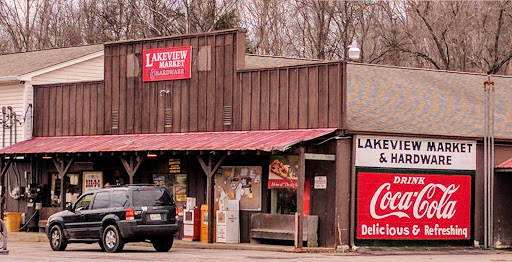 LAKEVIEW MARKET
& HARDWARE
LAKEVIEW MARKET
& HARDWARE
DRINK
Coca-Cola
Delicious & Refreshing